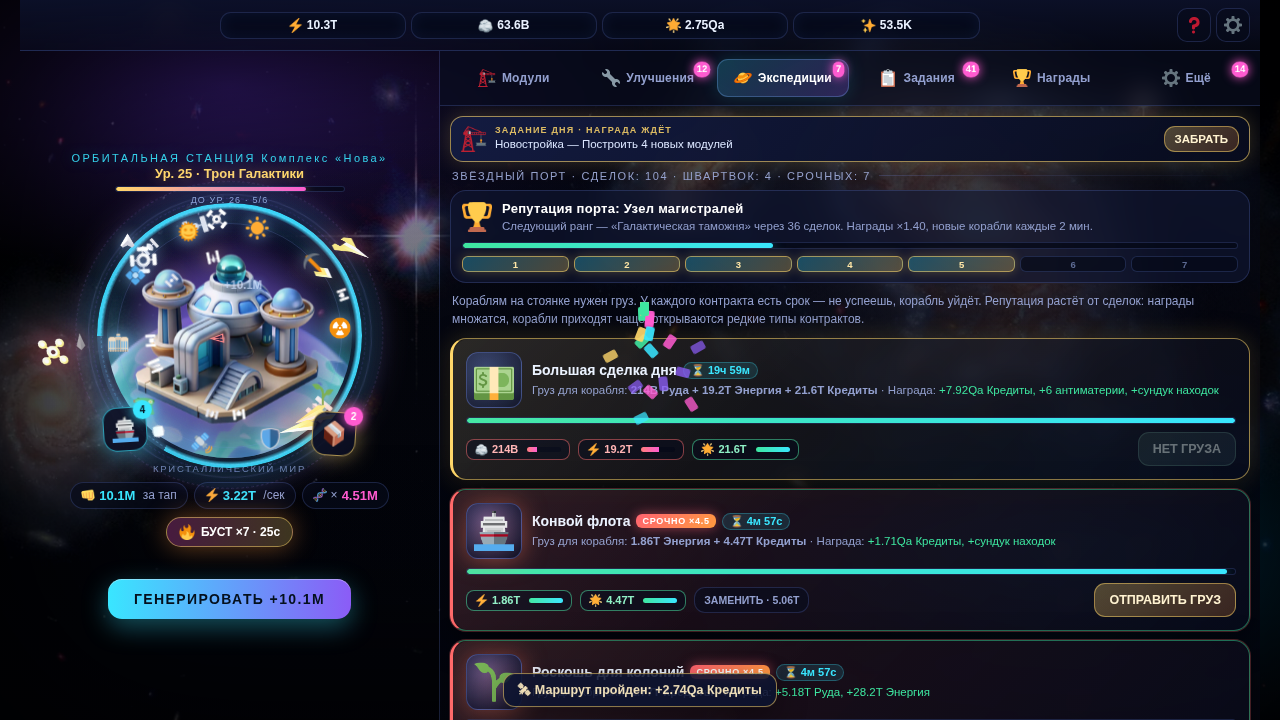 ⚡ 10.3T
63.6B
☀️ 2.75Qa
✨ 53.5K
❓
Модули
Улучшения 12
Экспедиции 7
Задания 41
Награды
Ещё 14
ОРБИТАЛЬНАЯ СТАНЦИЯ Комплекс «Нова»
Ур. 25 · Трон Галактики
ДО УР. 26 · 5/6
+10.1M
4
2
КРИСТАЛЛИЧЕСКИЙ МИР
👊 10.1M за тап
⚡ 3.22T /сек
🧬 × 4.51M
🔥 БУСТ ×7 · 25с
ГЕНЕРИРОВАТЬ +10.1M
ЗАДАНИЕ ДНЯ · НАГРАДА ЖДЁТ
Новостройка — Построить 4 новых модулей
ЗАБРАТЬ
ЗВЁЗДНЫЙ ПОРТ · СДЕЛОК: 104 · ШВАРТОВК: 4 · СРОЧНЫХ: 7
Репутация порта: Узел магистралей
Следующий ранг — «Галактическая таможня» через 36 сделок. Награды ×1.40, новые корабли каждые 2 мин.
1 2 3 4 5 6 7
Кораблям на стоянке нужен груз. У каждого контракта есть срок — не успеешь, корабль уйдёт. Репутация растёт от сделок: награды
множатся, корабли приходят чаще, открываются редкие типы контрактов.
Большая сделка дня ⏳ 19ч 59м
Груз для корабля: 214B Руда + 19.2T Энергия + 21.6T Кредиты · Награда: +7.92Qa Кредиты, +6 антиматерии, +сундук находок
214B
⚡ 19.2T
☀️ 21.6T
НЕТ ГРУЗА
Конвой флота СРОЧНО ×4.5 ⏳ 4м 57с
Груз для корабля: 1.86T Энергия + 4.47T Кредиты · Награда: +1.71Qa Кредиты, +сундук находок
⚡ 1.86T
☀️ 4.47T
ЗАМЕНИТЬ · 5.06T
ОТПРАВИТЬ ГРУЗ
Роскошь для колоний СРОЧНО ×4.5 ⏳ 4м 57с
+5.18T Руда, +28.2T Энергия
🛰 Маршрут пройден: +2.74Qa Кредиты